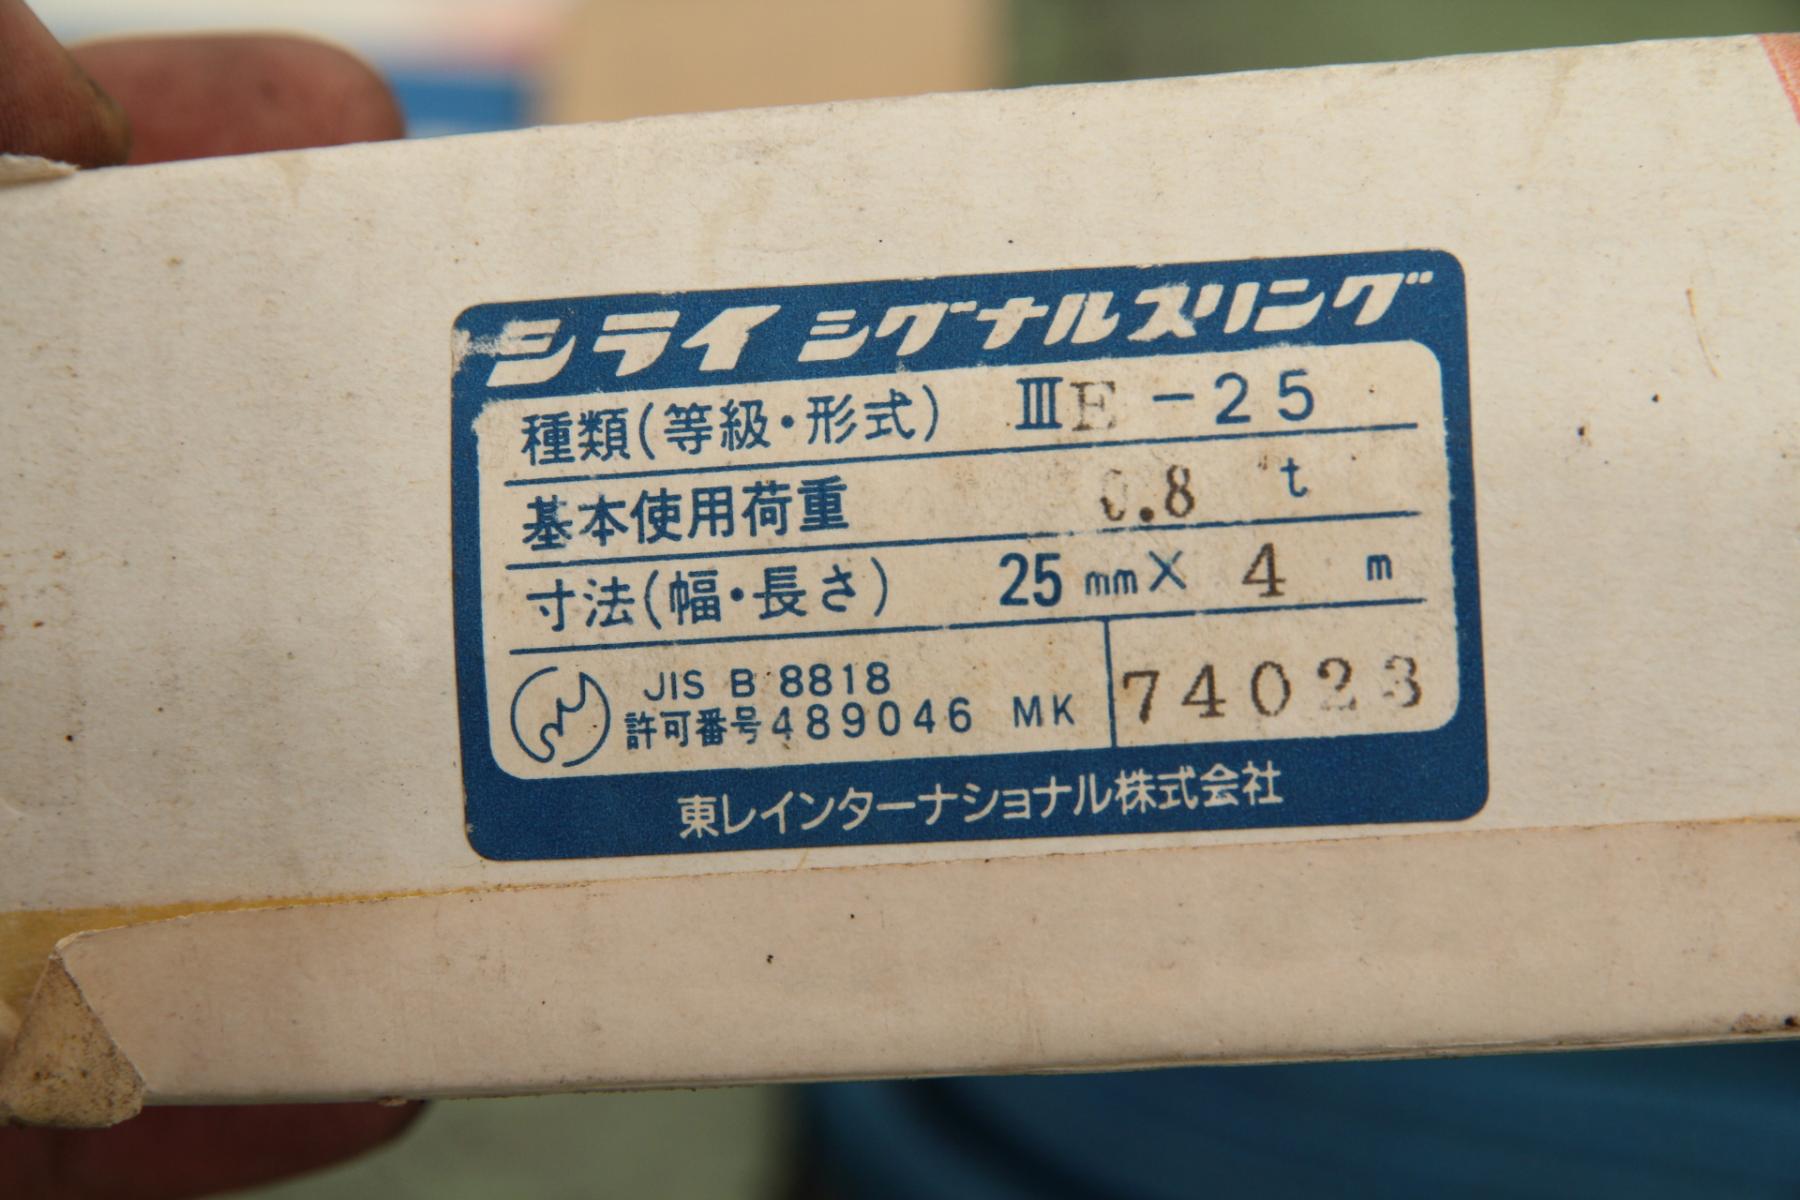 シライ シグナルスリング
種類(等級・形式) ⅢE-25
基本使用荷重 0.8 t
寸法(幅・長さ) 25mm×4 m
JIS B 8818
許可番号489046 MK 74023
東レインターナショナル株式会社